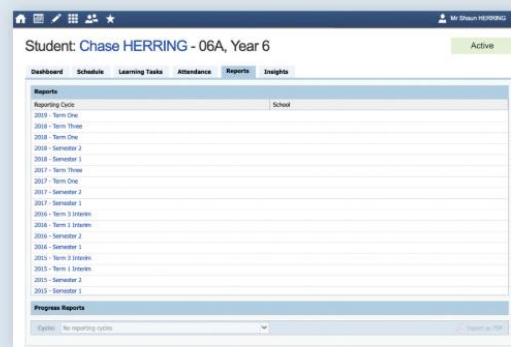 Mr Shaun HERRING
Student: Chase HERRING - 06A, Year 6
Active
Dashboard Schedule Learning Tasks Attendance Reports Insights
Reports
Reporting Cycle School
2019 - Term One
2018 - Term Three
2018 - Term One
2018 - Semester 2
2018 - Semester 1
2017 - Term Three
2017 - Term One
2017 - Semester 2
2017 - Semester 1
2016 - Term 3 Interim
2016 - Term 1 Interim
2016 - Semester 2
2016 - Semester 1
2015 - Term 3 Interim
2015 - Term 1 Interim
2015 - Semester 2
2015 - Semester 1
Progress Reports
Cycle: No reporting cycles Export as PDF